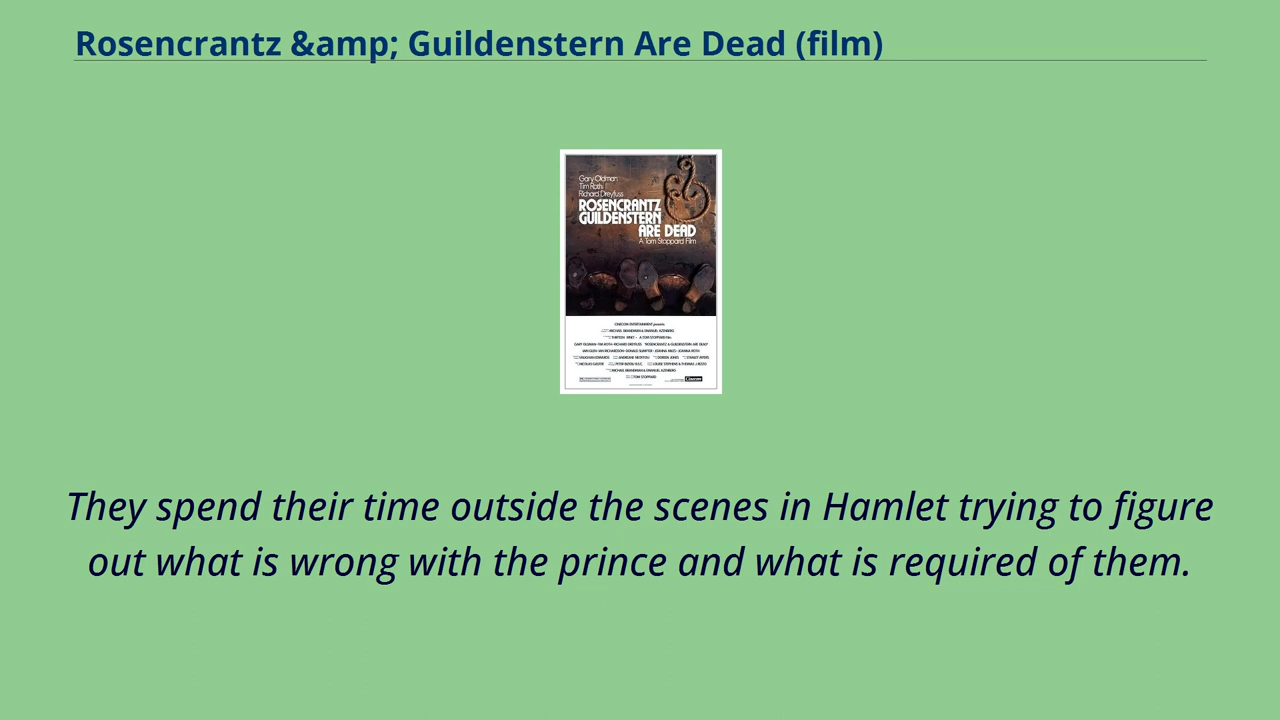 Rosencrantz &amp; Guildenstern Are Dead (film)
Gary Oldman
Tim Roth
Richard Dreyfuss
ROSENCRANTZ
GUILDENSTERN
ARE DEAD
A Tom Stoppard Film
They spend their time outside the scenes in Hamlet trying to figure
out what is wrong with the prince and what is required of them.